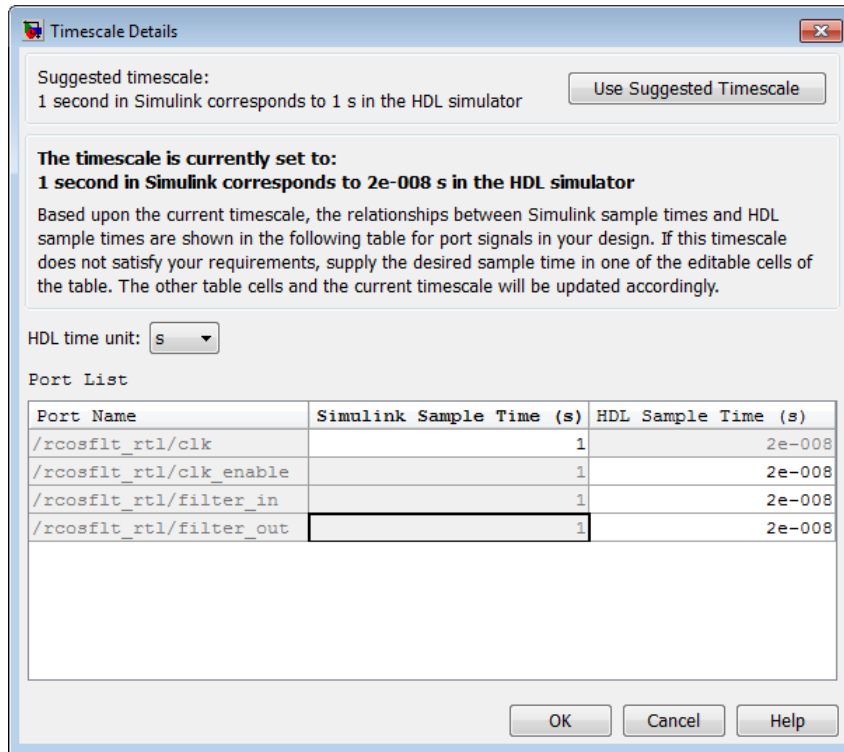 Timescale Details
Suggested timescale:
1 second in Simulink corresponds to 1 s in the HDL simulator
Use Suggested Timescale
The timescale is currently set to:
1 second in Simulink corresponds to 2e-008 s in the HDL simulator
Based upon the current timescale, the relationships between Simulink sample times and HDL
sample times are shown in the following table for port signals in your design. If this timescale
does not satisfy your requirements, supply the desired sample time in one of the editable cells of
the table. The other table cells and the current timescale will be updated accordingly.
HDL time unit: s
Port List
Port Name Simulink Sample Time (s) HDL Sample Time (s)
/rcosflt_rtl/clk 1 2e-008
/rcosflt_rtl/clk_enable 1 2e-008
/rcosflt_rtl/filter_in 1 2e-008
/rcosflt_rtl/filter_out 1 2e-008
OK Cancel Help